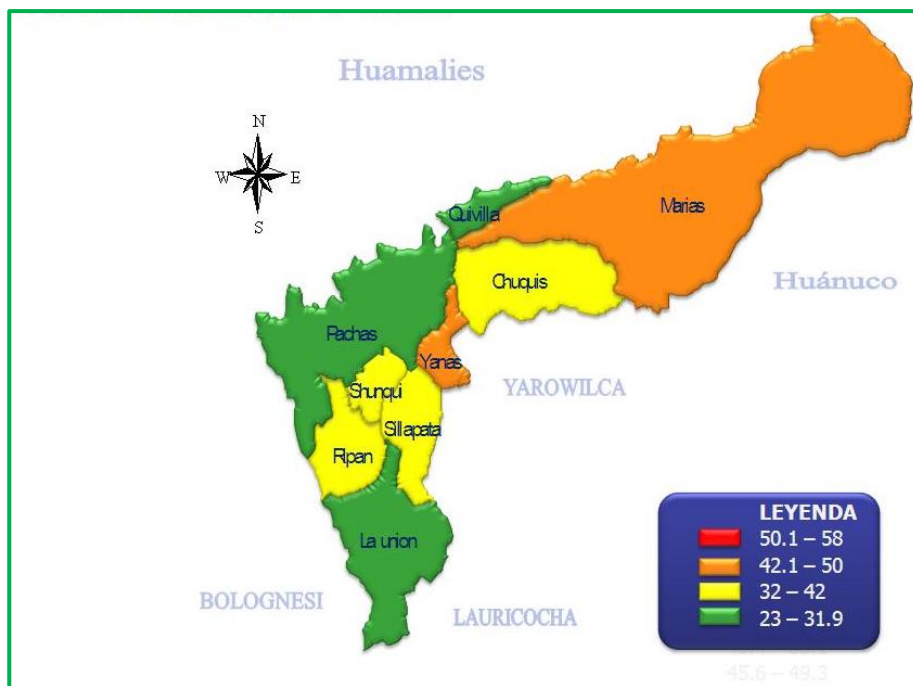 Huamalies
N
W
E
S
Quivilla
Marias
Chuquis
Huánuco
Pachas
Yanas
YAROWILCA
Shunqui
Sillapata
Ripan
La union
BOLOGNESI
LAURICOCHA
LEYENDA
50.1 – 58
42.1 – 50
32 – 42
23 – 31.9
45.6 – 49.3